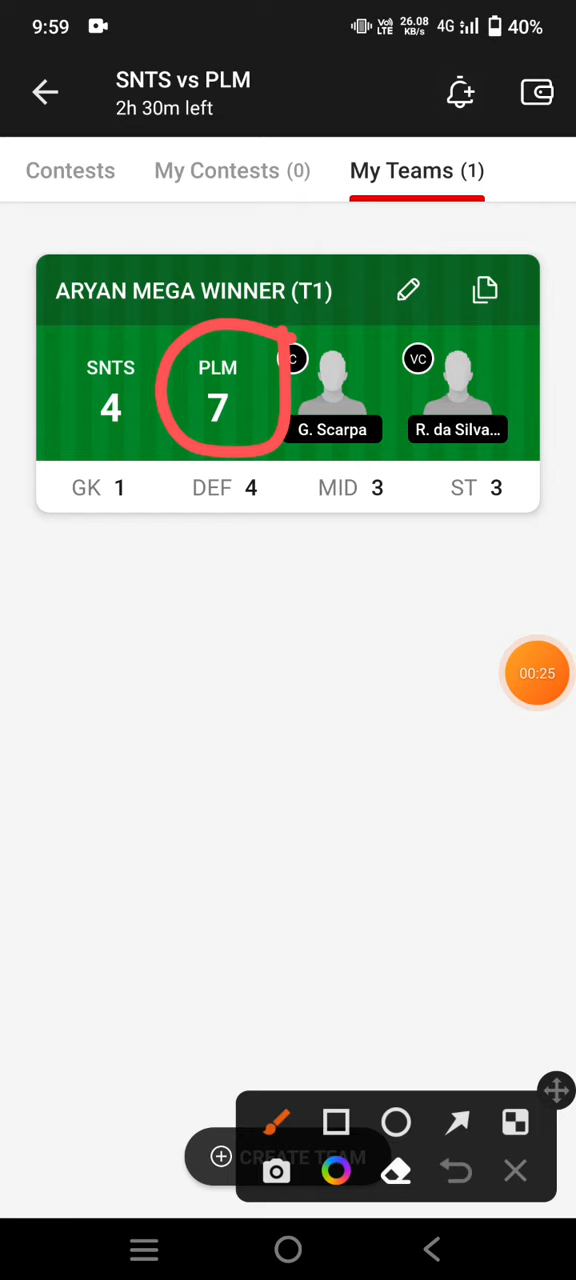 9:59 Vo) LTE 26.08 KB/s 4G 40%
SNTS vs PLM
2h 30m left
Contests My Contests (0) My Teams (1)
ARYAN MEGA WINNER (T1)
SNTS PLM C VC
4 7
G. Scarpa R. da Silva...
GK 1 DEF 4 MID 3 ST 3
00:25
CREATE TEAM